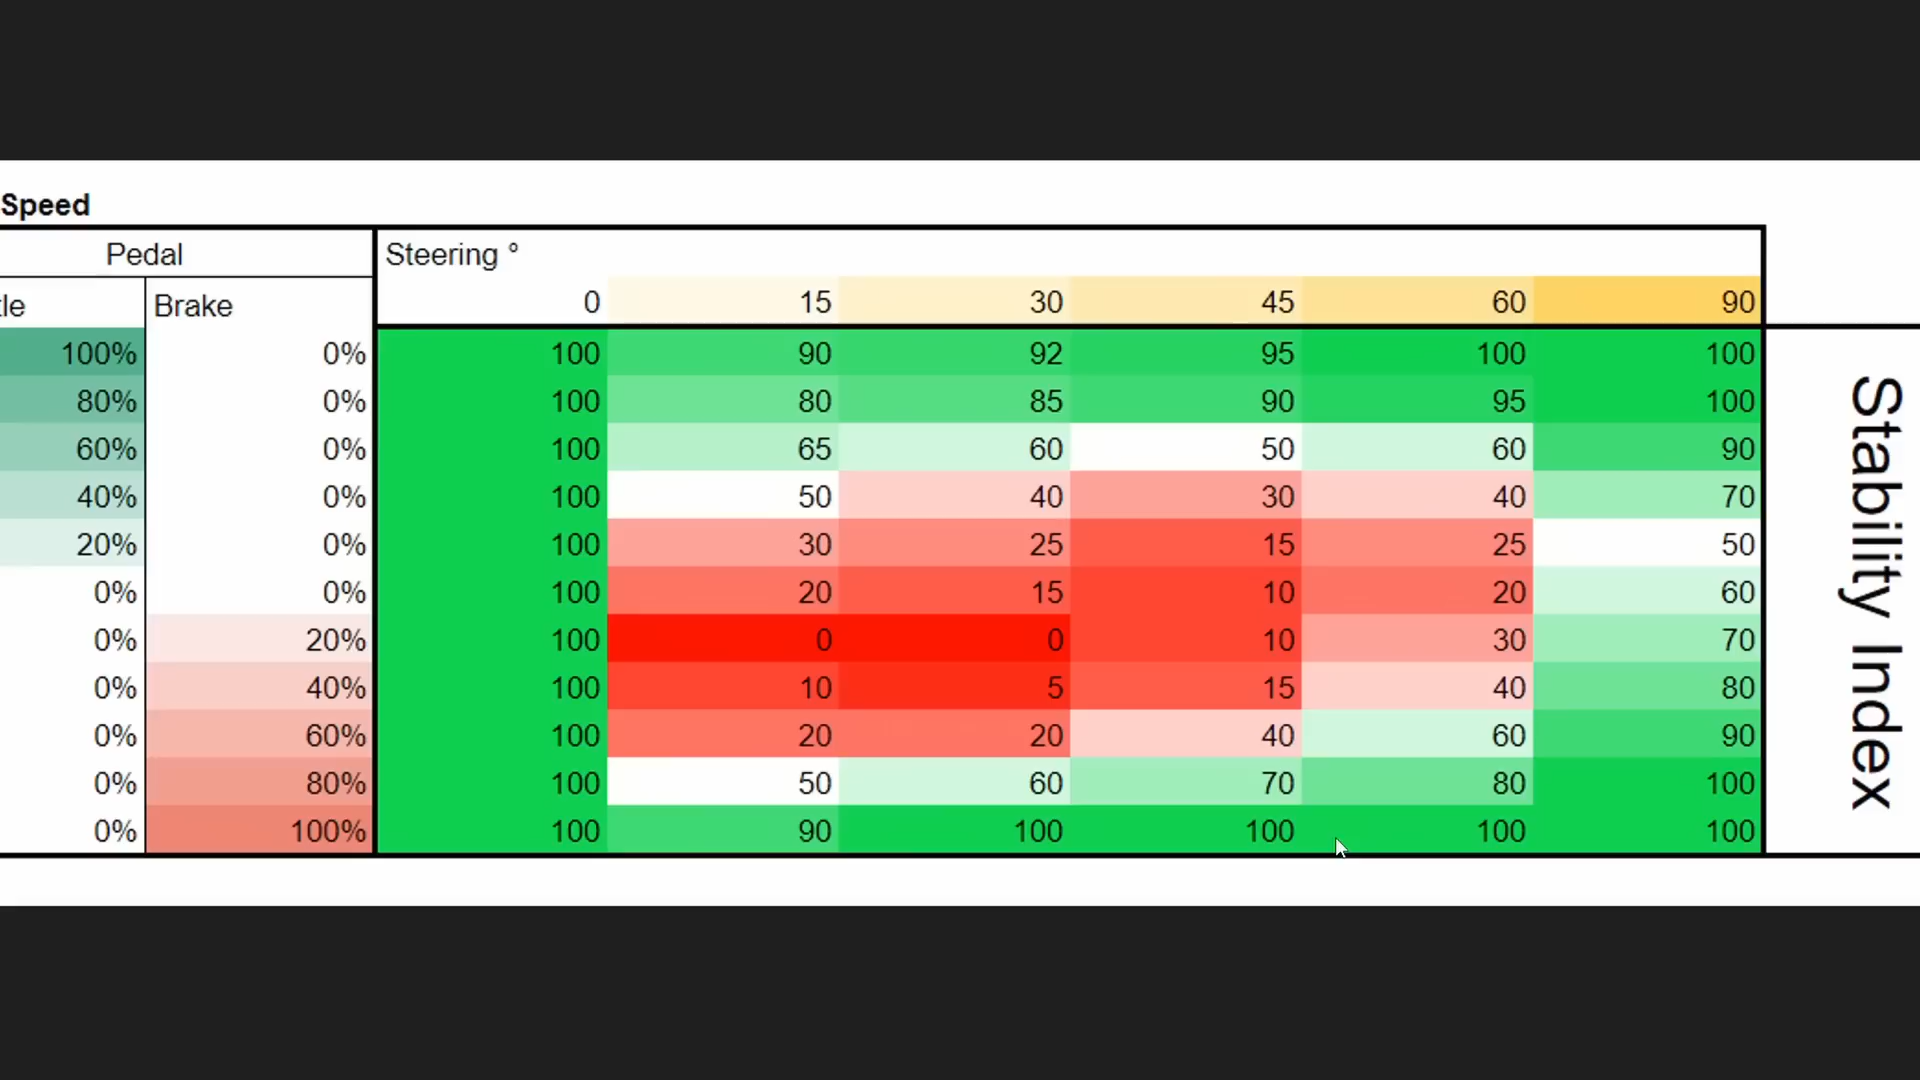 Speed
Pedal Steering °
tle Brake 0 15 30 45 60 90
100% 0% 100 90 92 95 100 100
80% 0% 100 80 85 90 95 100
60% 0% 100 65 60 50 60 90
40% 0% 100 50 40 30 40 70
20% 0% 100 30 25 15 25 50
0% 0% 100 20 15 10 20 60
0% 20% 100 0 0 10 30 70
0% 40% 100 10 5 15 40 80
0% 60% 100 20 20 40 60 90
0% 80% 100 50 60 70 80 100
0% 100% 100 90 100 100 100 100
Stability Index